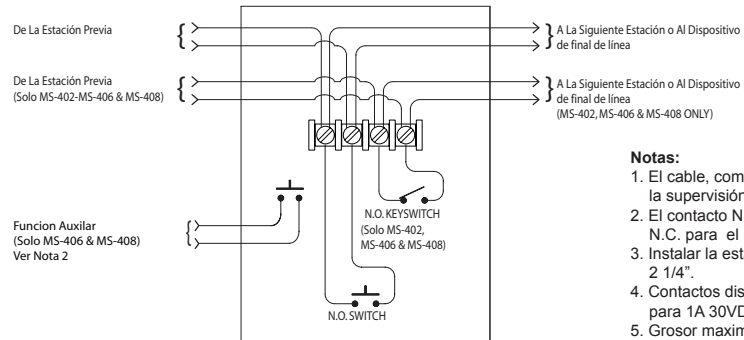 De La Estación Previa
De La Estación Previa
(Solo MS-402-MS-406 & MS-408)
Funcion Auxilar
(Solo MS-406 & MS-408)
Ver Nota 2
N.O. KEYSWITCH
(Solo MS-402,
MS-406 & MS-408)
N.O. SWITCH
A La Siguiente Estación o Al Dispositivo
de final de línea
A La Siguiente Estación o Al Dispositivo
de final de línea
(MS-402, MS-406 & MS-408 ONLY)
Notas:
1. El cable, com
la supervisión
2. El contacto N
N.C. para el
3. Instalar la est
2 1/4”.
4. Contactos dis
para 1A 30VD
5. Grosor maxim